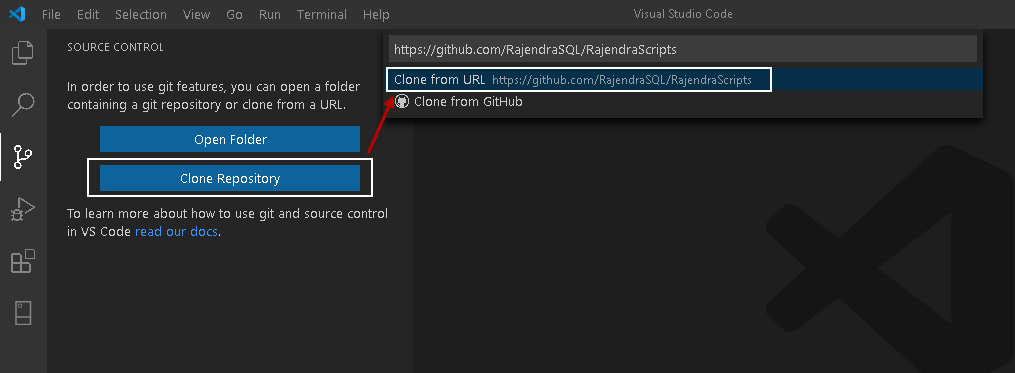 File Edit Selection View Go Run Terminal Help Visual Studio Code
SOURCE CONTROL
In order to use git features, you can open a folder
containing a git repository or clone from a URL.
Open Folder
Clone Repository
To learn more about how to use git and source control
in VS Code read our docs.
https://github.com/RajendraSQL/RajendraScripts
Clone from URL https://github.com/RajendraSQL/RajendraScripts
Clone from GitHub